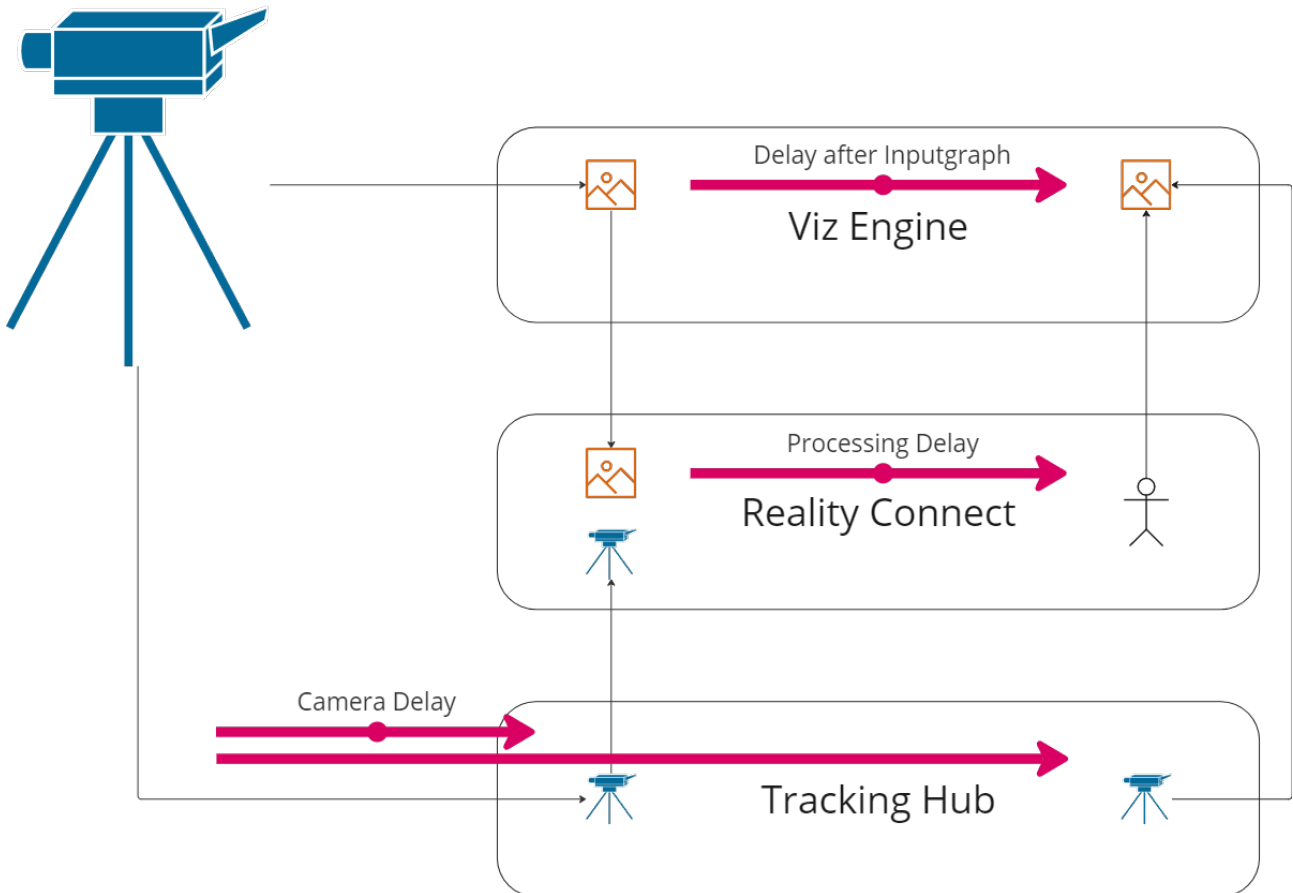 Delay after Inputgraph
Viz Engine
Processing Delay
Reality Connect
Camera Delay
Tracking Hub